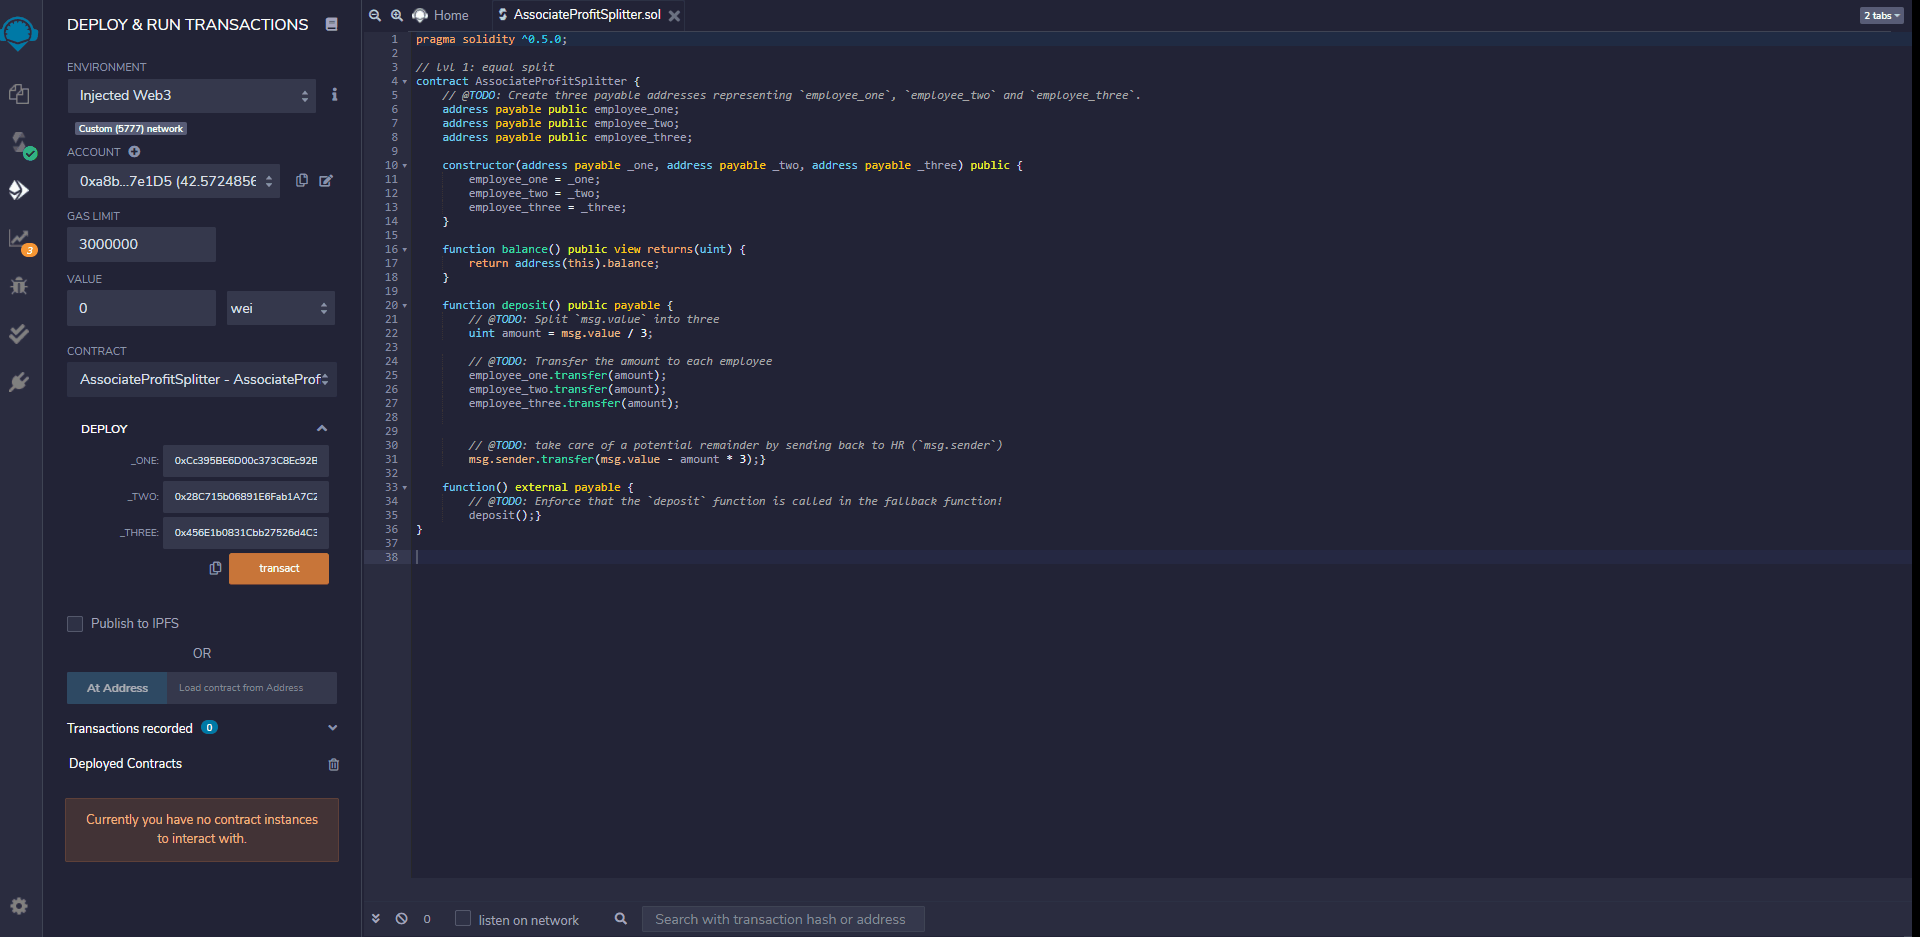 DEPLOY & RUN TRANSACTIONS
ENVIRONMENT
Injected Web3
Custom (5777) network
ACCOUNT
0xa8b...7e1D5 (42.5724856
GAS LIMIT
3000000
VALUE
0
wei
CONTRACT
AssociateProfitSplitter - AssociateProf
DEPLOY
_ONE:
0xCc395BE6D00c373C8Ec92B
_TWO:
0x28C715b06891E6Fab1A7C2
_THREE:
0x456E1b0831Cbb27526d4C3
transact
Publish to IPFS
OR
At Address
Load contract from Address
Transactions recorded 0
Deployed Contracts
Currently you have no contract instances
to interact with.
3
Home
AssociateProfitSplitter.sol
2 tabs
1 pragma solidity ^0.5.0;
2
3 // lvl 1: equal split
4 contract AssociateProfitSplitter {
5 // @TODO: Create three payable addresses representing `employee_one`, `employee_two` and `employee_three`.
6 address payable public employee_one;
7 address payable public employee_two;
8 address payable public employee_three;
9
10 constructor(address payable _one, address payable _two, address payable _three) public {
11 employee_one = _one;
12 employee_two = _two;
13 employee_three = _three;
14 }
15
16 function balance() public view returns(uint) {
17 return address(this).balance;
18 }
19
20 function deposit() public payable {
21 // @TODO: Split `msg.value` into three
22 uint amount = msg.value / 3;
23
24 // @TODO: Transfer the amount to each employee
25 employee_one.transfer(amount);
26 employee_two.transfer(amount);
27 employee_three.transfer(amount);
28
29
30 // @TODO: take care of a potential remainder by sending back to HR (`msg.sender`)
31 msg.sender.transfer(msg.value - amount * 3);}
32
33 function() external payable {
34 // @TODO: Enforce that the `deposit` function is called in the fallback function!
35 deposit();}
36 }
37
38
0
listen on network
Search with transaction hash or address